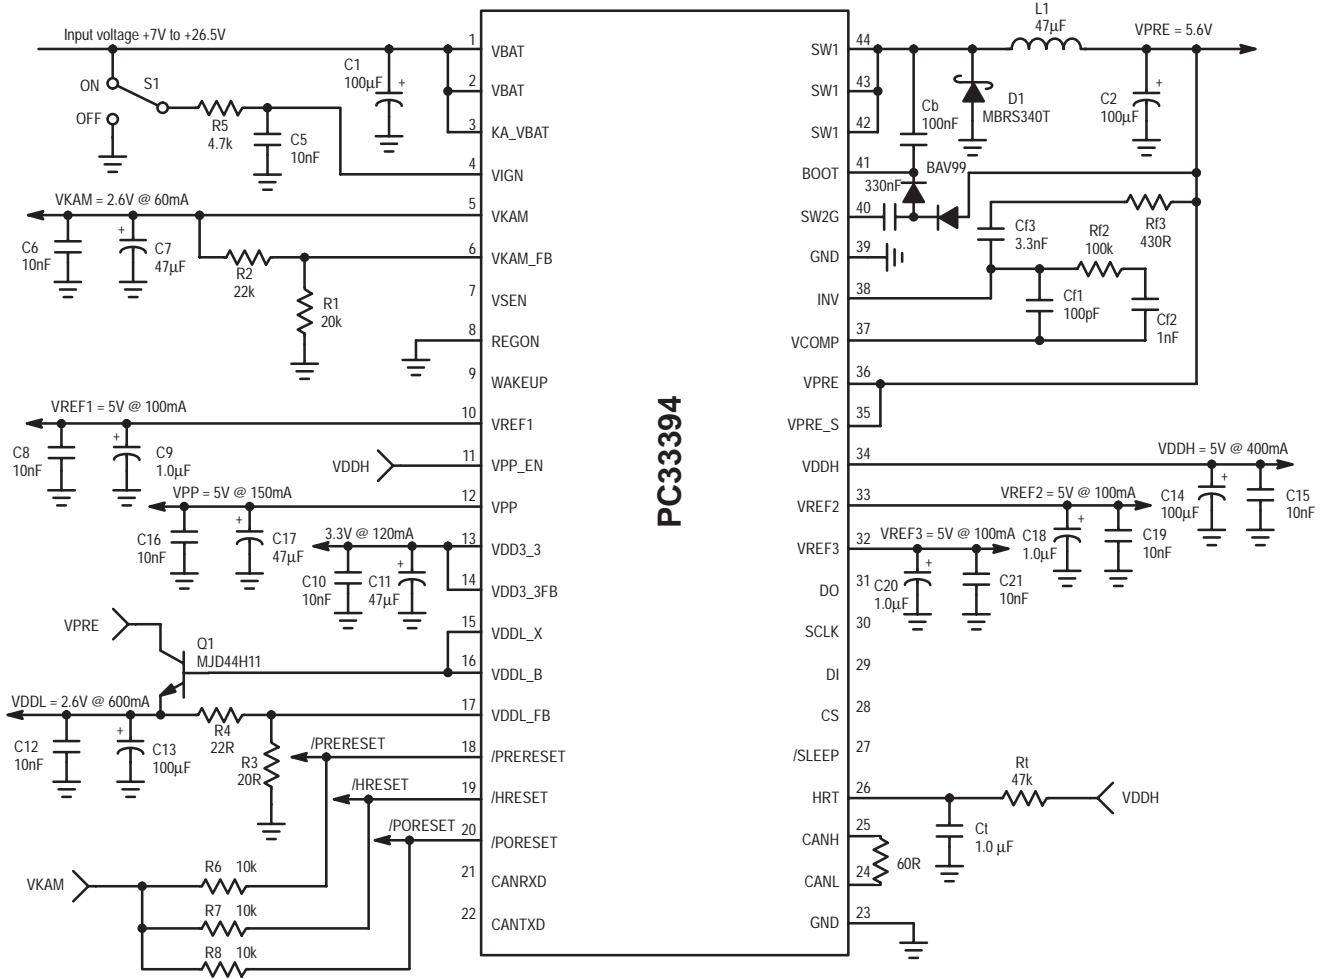 Input voltage +7V to +26.5V
ON
S1
OFF
R5
4.7k
C5
10nF
C1
100μF
+
1
VBAT
2
VBAT
3
KA_VBAT
4
VIGN
VKAM = 2.6V @ 60mA
5
VKAM
C6
10nF
+
C7
47μF
R2
22k
6
VKAM_FB
R1
20k
7
VSEN
8
REGON
9
WAKEUP
VREF1 = 5V @ 100mA
10
VREF1
C8
10nF
+
C9
1.0μF
VDDH
11
VPP_EN
VPP = 5V @ 150mA
12
VPP
C16
10nF
+
C17
47μF
3.3V @ 120mA
13
VDD3_3
C10
10nF
+
C11
47μF
14
VDD3_3FB
VPRE
15
VDDL_X
Q1
MJD44H11
16
VDDL_B
VDDL = 2.6V @ 600mA
17
VDDL_FB
C12
10nF
+
C13
100μF
R4
22R
R3
20R
/PRERESET
18
/PRERESET
/HRESET
19
/HRESET
/PORESET
20
/PORESET
VKAM
R6 10k
R7 10k
R8 10k
21
CANRXD
22
CANTXD
PC33394
SW1
44
SW1
43
SW1
42
L1
47μF
VPRE = 5.6V
Cb
100nF
D1
MBRS340T
C2
100μF
+
BOOT
41
BAV99
330nF
SW2G
40
GND
39
Cf3
3.3nF
Rf3
430R
Rf2
100k
INV
38
Cf1
100pF
Cf2
1nF
VCOMP
37
VPRE
36
VPRE_S
35
VDDH
34
VDDH = 5V @ 400mA
VREF2
33
VREF2 = 5V @ 100mA
C14
100μF
+
C15
10nF
VREF3
32
VREF3 = 5V @ 100mA
C18
1.0μF
+
C19
10nF
DO
31
C20
1.0μF
+
C21
10nF
SCLK
30
DI
29
CS
28
/SLEEP
27
HRT
26
Rt
47k
VDDH
Ct
1.0 μF
CANH
25
60R
CANL
24
GND
23